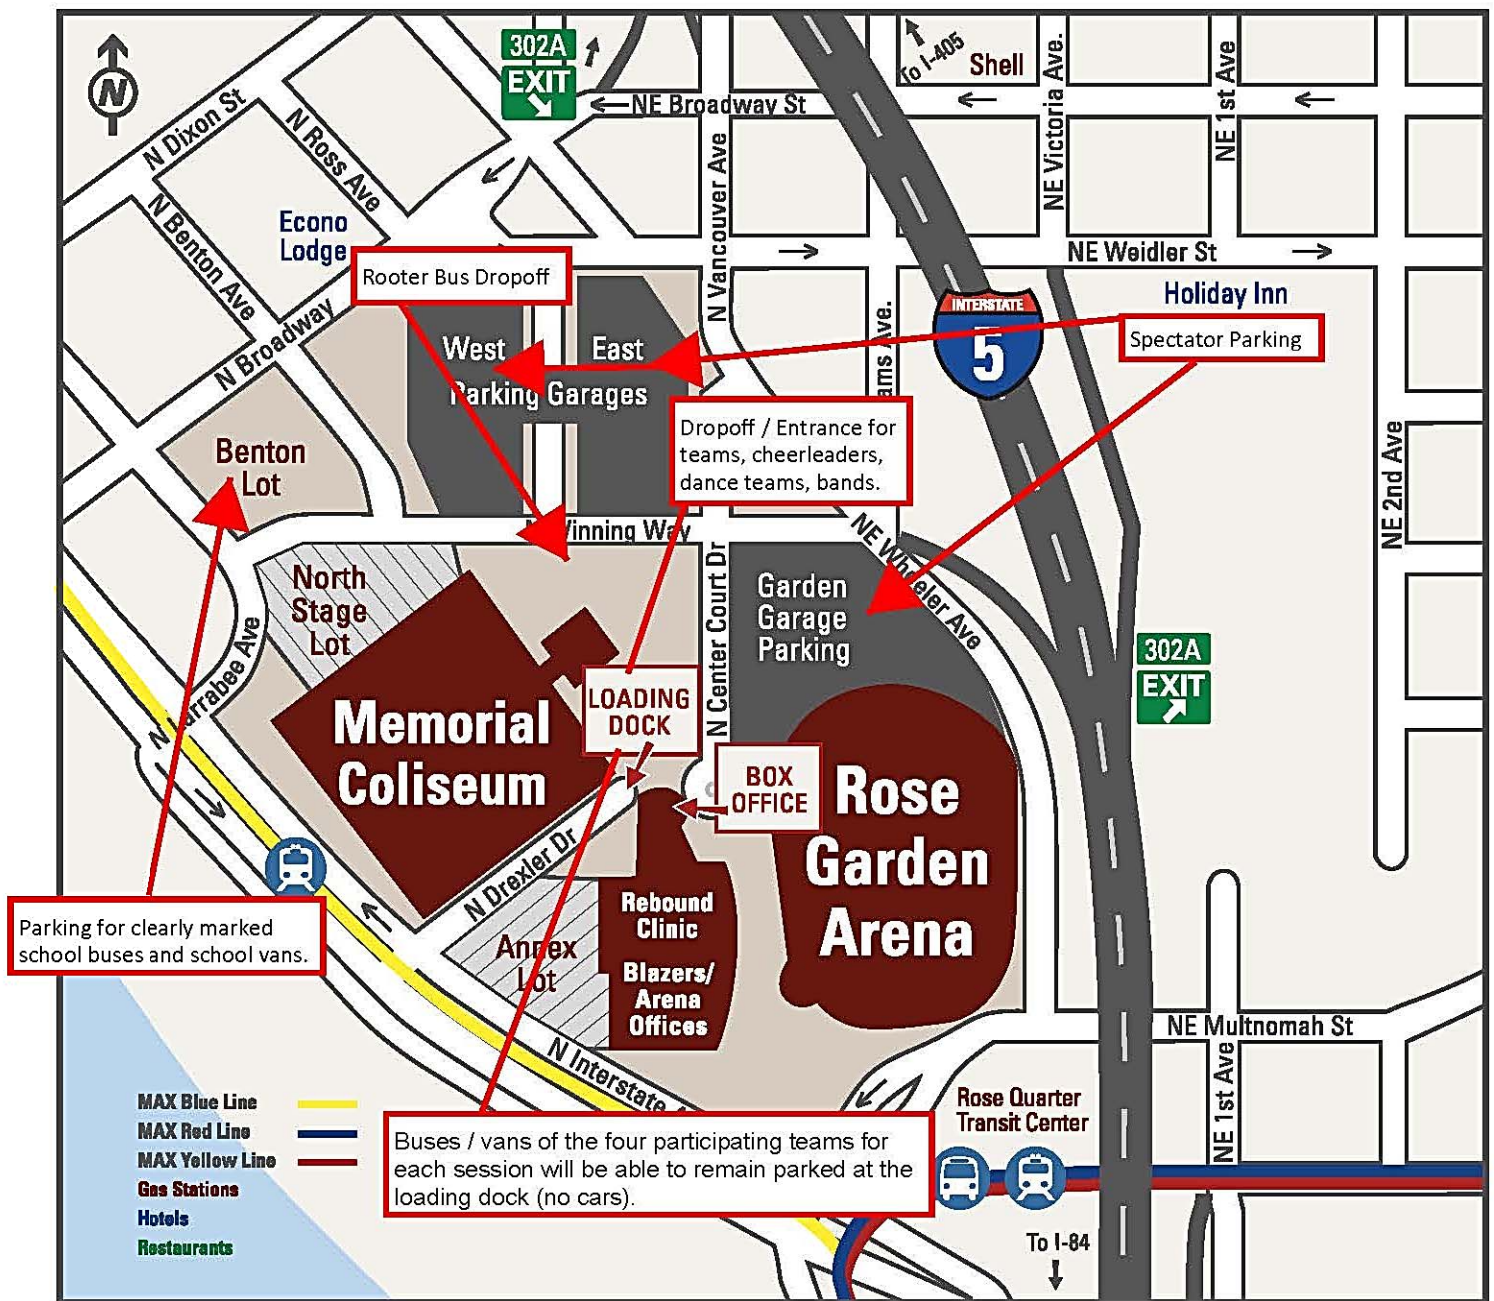 302A
EXIT
N
NE Broadway St
To I-405
Shell
NE Victoria Ave.
NE 1st Ave
N Dixon St
N Ross Ave
N Vancouver Ave
N Benton Ave
Econo
Lodge
NE Weidler St
Holiday Inn
Rooter Bus Dropoff
INTERSTATE
5
Spectator Parking
N Broadway
West
East
Parking Garages
Dropoff / Entrance for
teams, cheerleaders,
dance teams, bands.
Benton
Lot
NE 2nd Ave
Winning Way
NE Wheeler Ave
North
Stage
Lot
Garden
Garage
Parking
N Center Court Dr
302A
EXIT
LOADING
DOCK
Memorial
Coliseum
BOX
OFFICE
Rose
Garden
Arena
N Drexler Dr
Parking for clearly marked
school buses and school vans.
Rebound
Clinic
Annex
Lot
Blazers/
Arena
Offices
N Interstate
NE Multnomah St
NE 1st Ave
MAX Blue Line
MAX Red Line
MAX Yellow Line
Gas Stations
Hotels
Restaurants
Rose Quarter
Transit Center
Buses / vans of the four participating teams for
each session will be able to remain parked at the
loading dock (no cars).
To I-84